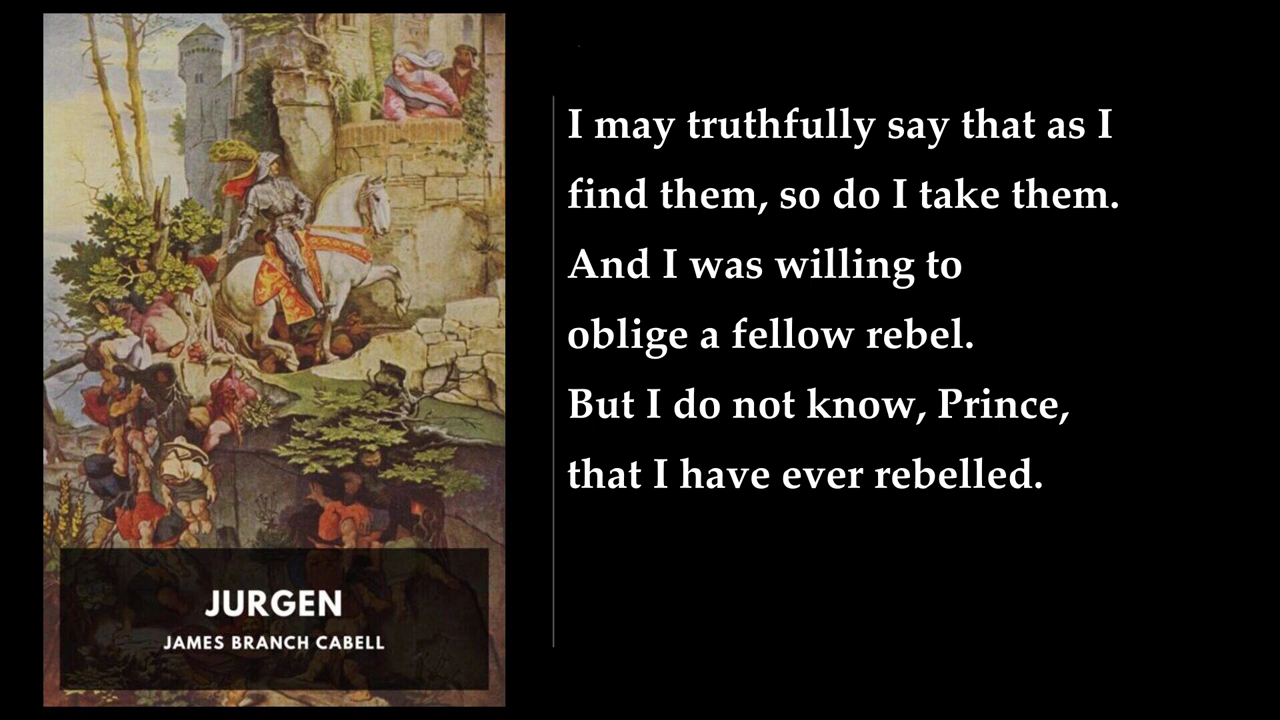 JURGEN
JAMES BRANCH CABELL
I may truthfully say that as I
find them, so do I take them.
And I was willing to
oblige a fellow rebel.
But I do not know, Prince,
that I have ever rebelled.